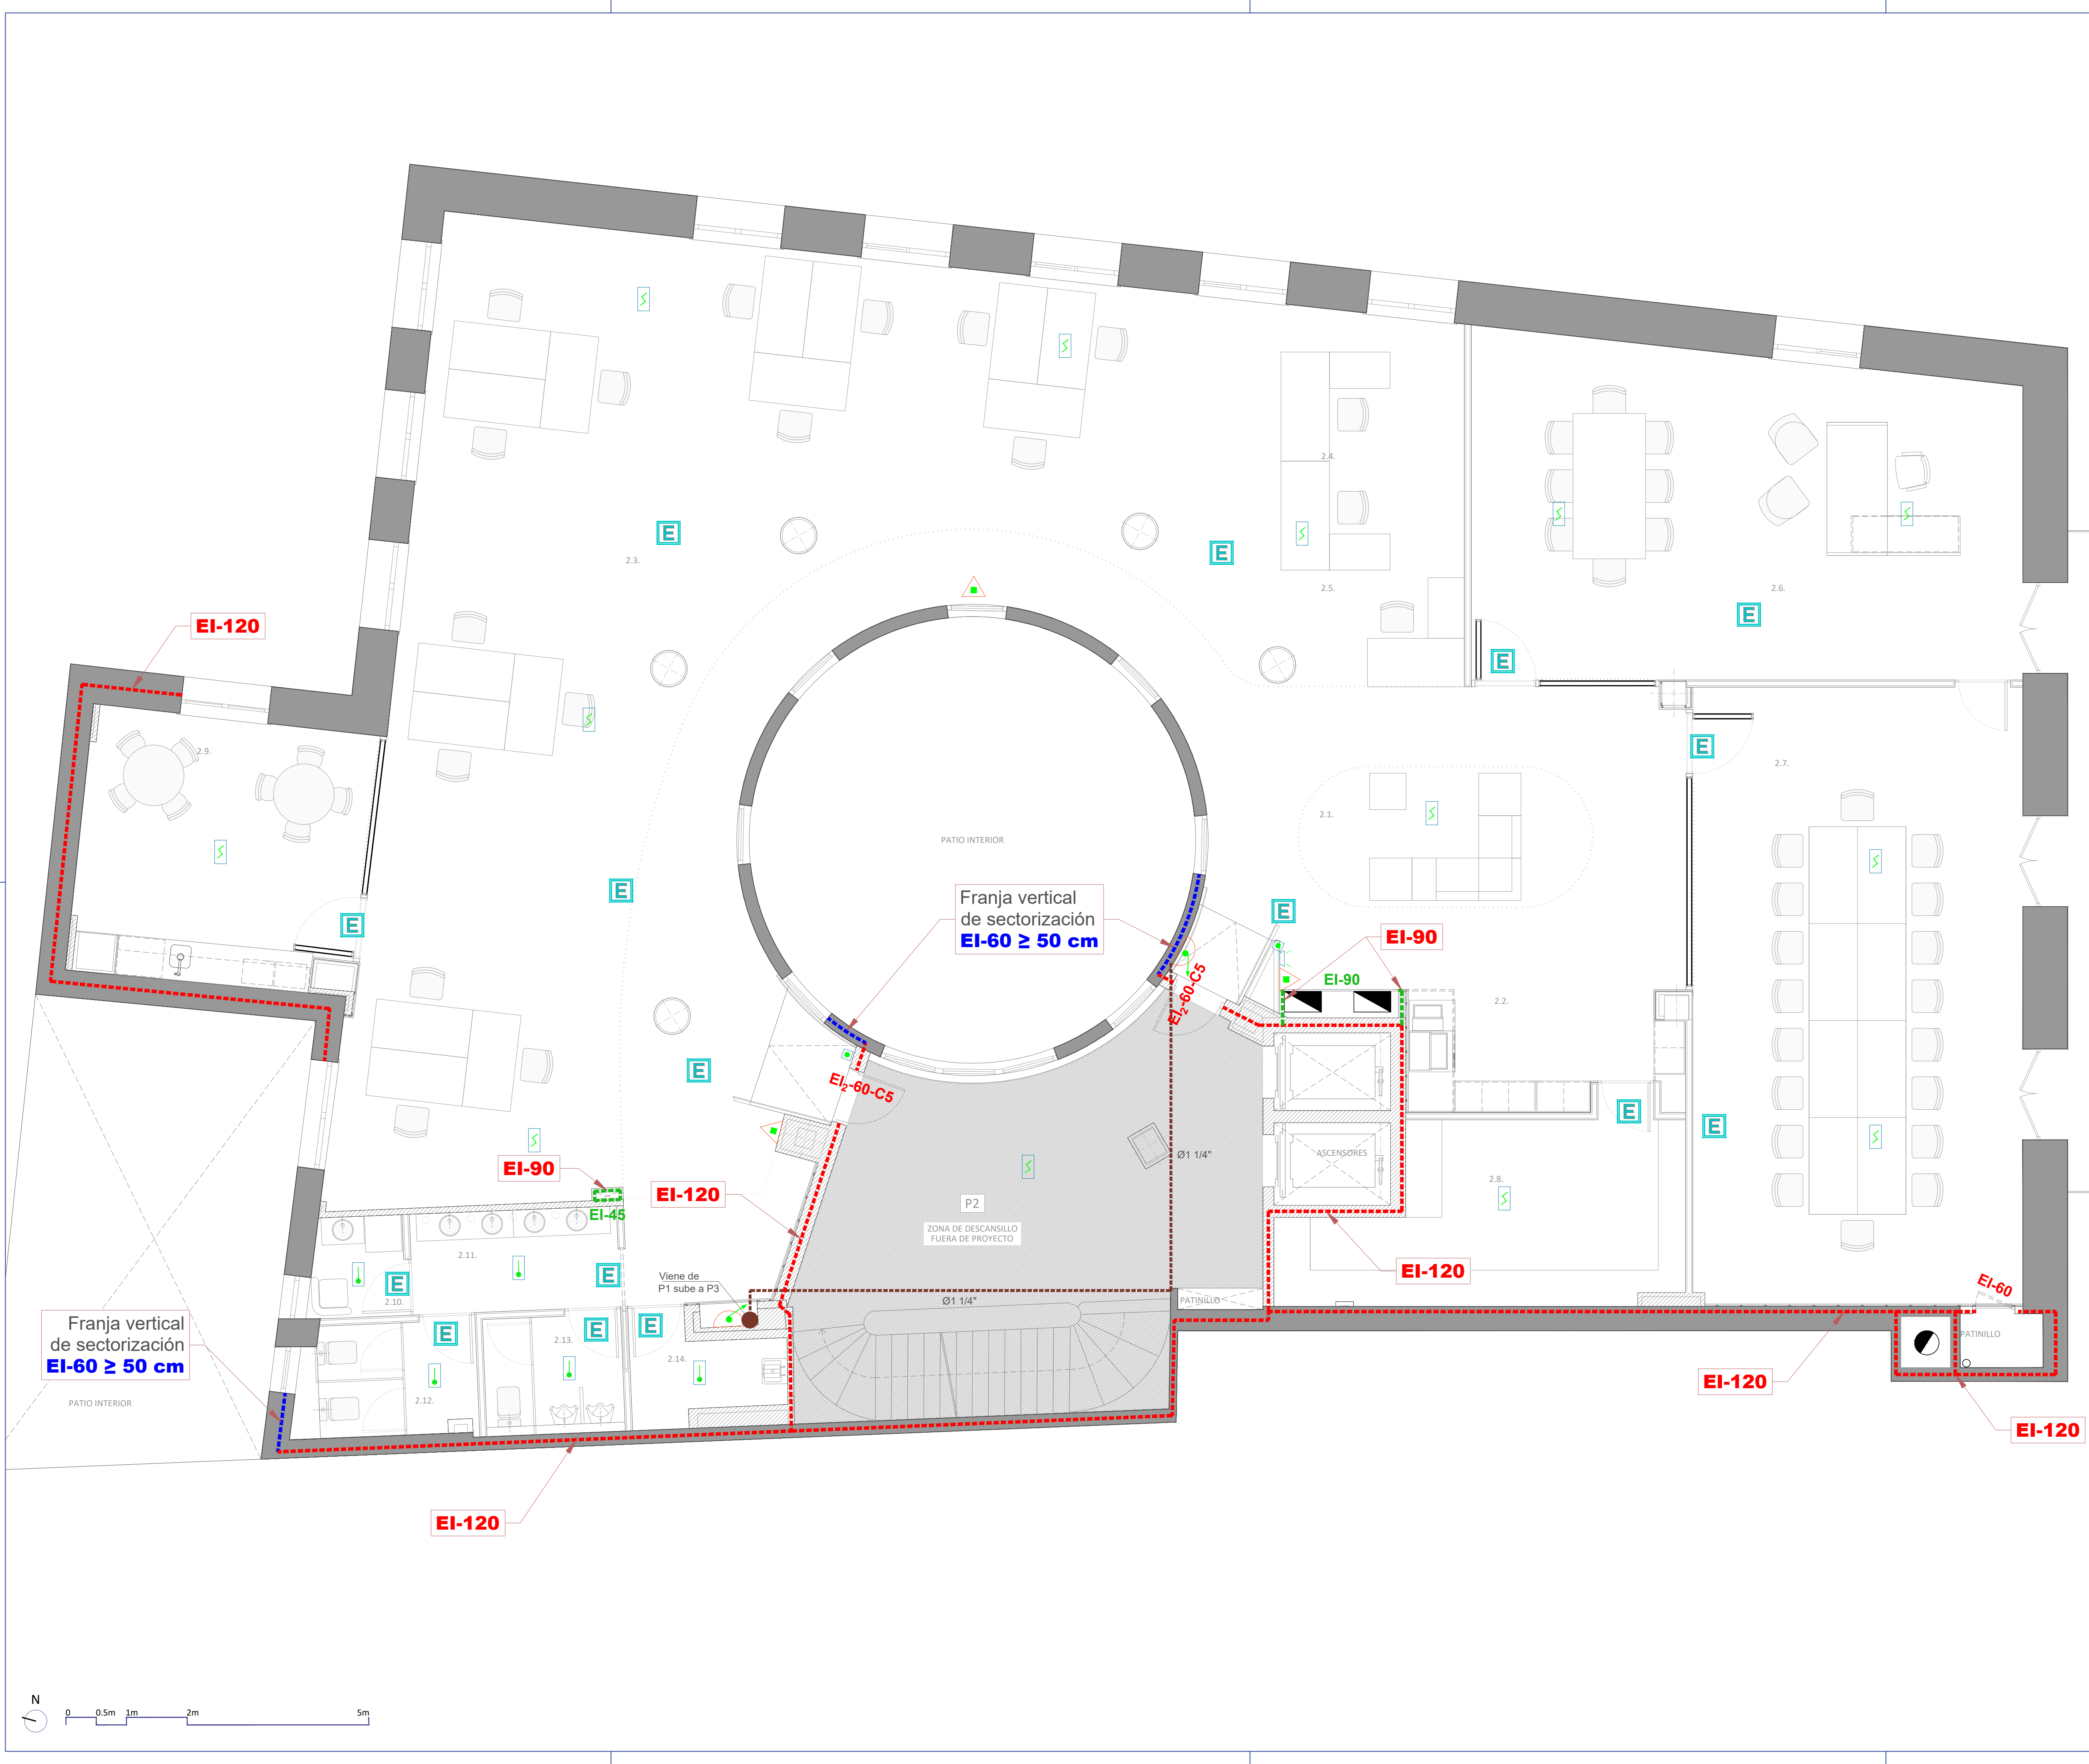 E
2.4.
E
E
2.3.
2.5.
2.6.
E
EI-120
E
2.9.
E
2.7.
2.1.
PATIO INTERIOR
E
Franja vertical
de sectorización
EI-60 ≥ 50 cm
E
E
EI-90
EI-90
EI2-60-C5
2.2.
E
EI2-60-C5
E
E
Ø1 1/4"
ASCENSORES
EI-90
EI-120
2.8.
P2
EI-45
ZONA DE DESCANSILLO
FUERA DE PROYECTO
2.11.
E
Viene de
P1 sube a P3
EI-120
E
EI-60
2.10.
Ø1 1/4"
PATINILLO
Franja vertical
de sectorización
EI-60 ≥ 50 cm
E
2.13.
E
E
PATINILLO
2.14.
EI-120
2.12.
PATIO INTERIOR
EI-120
EI-120
N
0 0.5m 1m 2m 5m